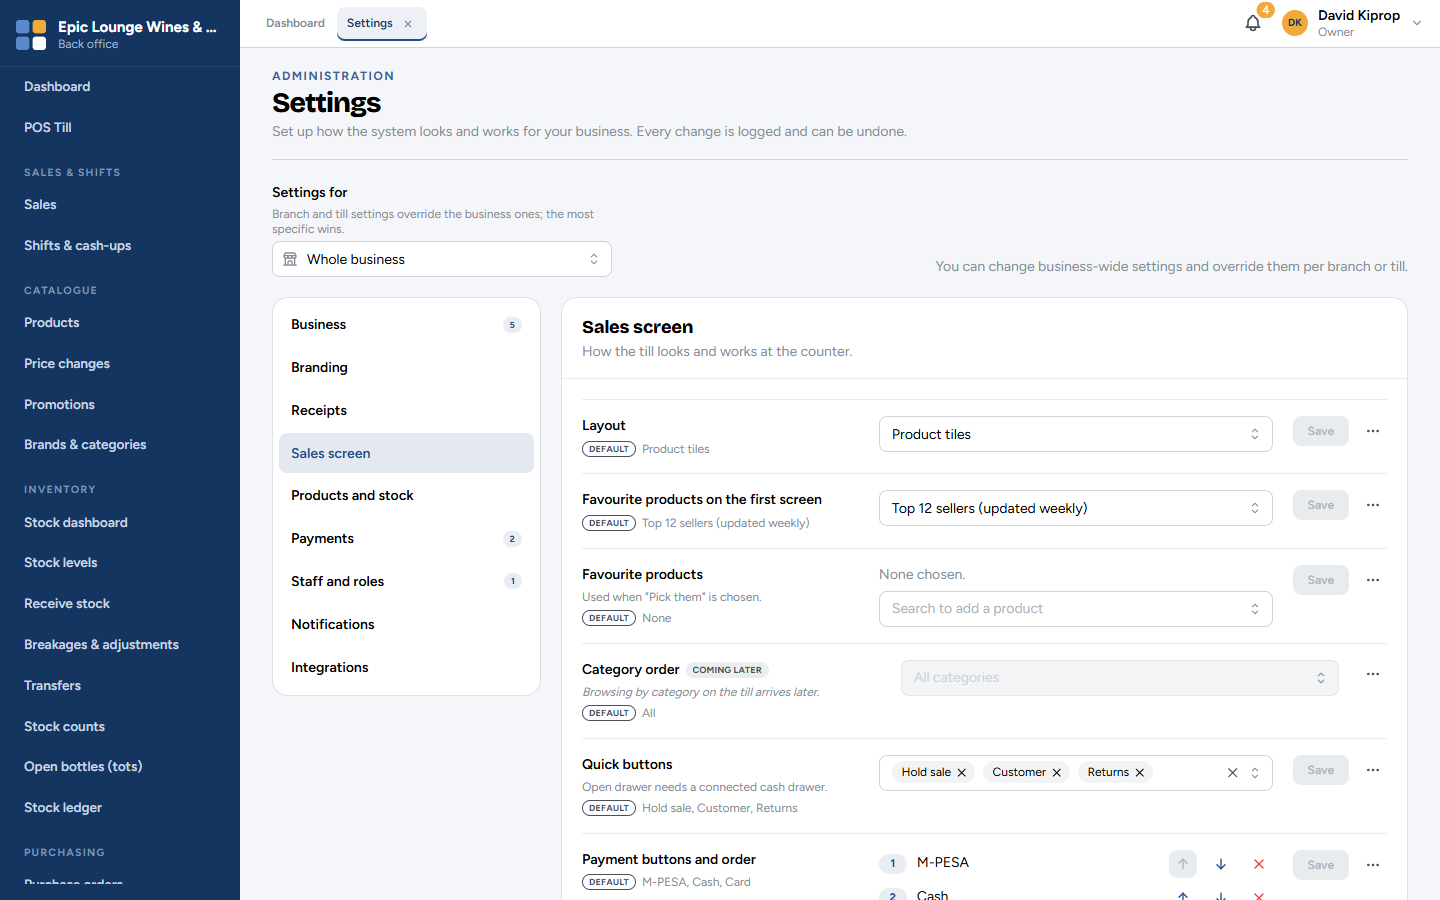 Epic Lounge Wines & ...
Back office
Dashboard
POS Till
SALES & SHIFTS
Sales
Shifts & cash-ups
CATALOGUE
Products
Price changes
Promotions
Brands & categories
INVENTORY
Stock dashboard
Stock levels
Receive stock
Breakages & adjustments
Transfers
Stock counts
Open bottles (tots)
Stock ledger
PURCHASING
Purchase orders
Dashboard
Settings
4
DK
David Kiprop
Owner
ADMINISTRATION
Settings
Set up how the system looks and works for your business. Every change is logged and can be undone.
Settings for
Branch and till settings override the business ones; the most
specific wins.
Whole business
You can change business-wide settings and override them per branch or till.
Business 5
Branding
Receipts
Sales screen
Products and stock
Payments 2
Staff and roles 1
Notifications
Integrations
Sales screen
How the till looks and works at the counter.
Layout
DEFAULT Product tiles
Product tiles
Save
Favourite products on the first screen
DEFAULT Top 12 sellers (updated weekly)
Top 12 sellers (updated weekly)
Save
Favourite products
Used when "Pick them" is chosen.
DEFAULT None
None chosen.
Search to add a product
Save
Category order COMING LATER
Browsing by category on the till arrives later.
DEFAULT All
All categories
Quick buttons
Open drawer needs a connected cash drawer.
DEFAULT Hold sale, Customer, Returns
Hold sale Customer Returns
Save
Payment buttons and order
DEFAULT M-PESA, Cash, Card
1 M-PESA
Save
2 Cash